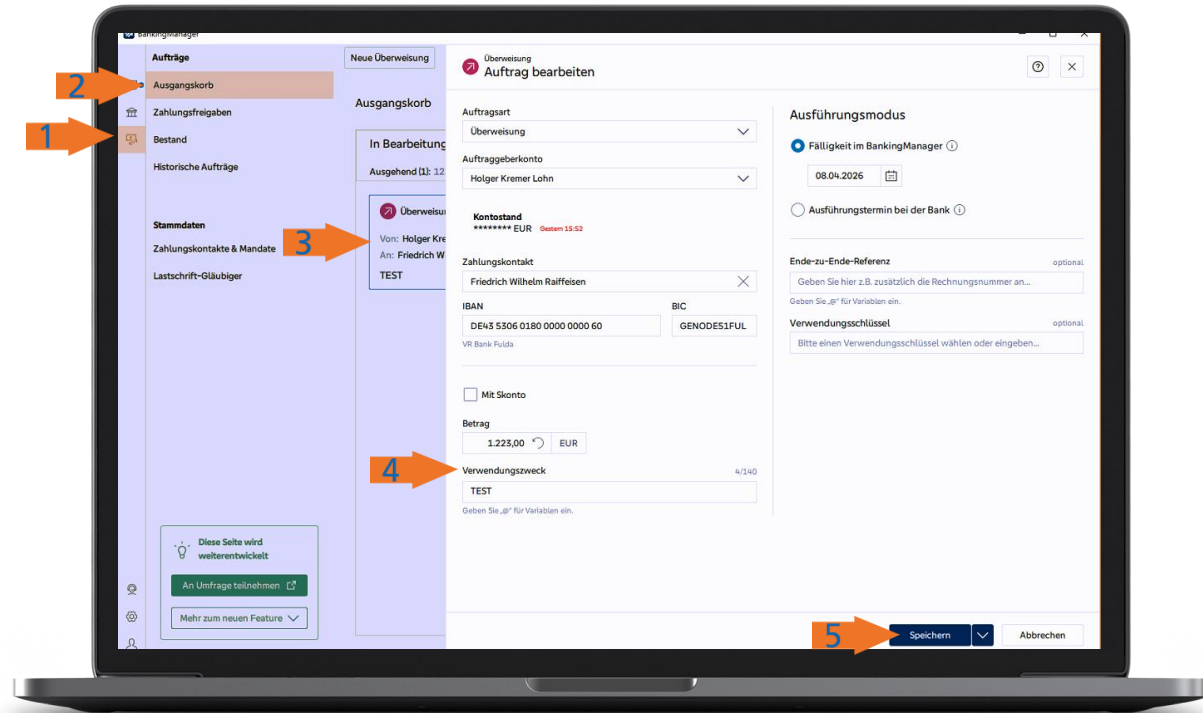 BankingManager
Aufträge
Ausgangskorb
Zahlungsfreigaben
Bestand
Historische Aufträge
Stammdaten
Zahlungskontakte & Mandate
Lastschrift-Gläubiger
Diese Seite wird
weiterentwickelt
An Umfrage teilnehmen
Mehr zum neuen Feature
2
1
Neue Überweisung
Ausgangskorb
In Bearbeitung
Ausgehend (1): 12
Überweisu
Von: Holger Kre
An: Friedrich W
TEST
3
Überweisung
Auftrag bearbeiten
Auftragsart
Überweisung
Auftraggeberkonto
Holger Kremer Lohn
Kontostand
******** EUR Gestern 15:52
Zahlungskontakt
Friedrich Wilhelm Raiffeisen
IBAN BIC
DE43 5306 0180 0000 0000 60 GENODE51FUL
VR Bank Fulda
Mit Skonto
Betrag
1.223,00 EUR
4
Verwendungszweck 4/140
TEST
Geben Sie „@“ für Variablen ein.
Ausführungsmodus
Fälligkeit im BankingManager
08.04.2026
Ausführungstermin bei der Bank
Ende-zu-Ende-Referenz optional
Geben Sie hier z.B. zusätzlich die Rechnungsnummer an...
Geben Sie „@“ für Variablen ein.
Verwendungsschlüssel optional
Bitte einen Verwendungsschlüssel wählen oder eingeben...
5
Speichern
Abbrechen